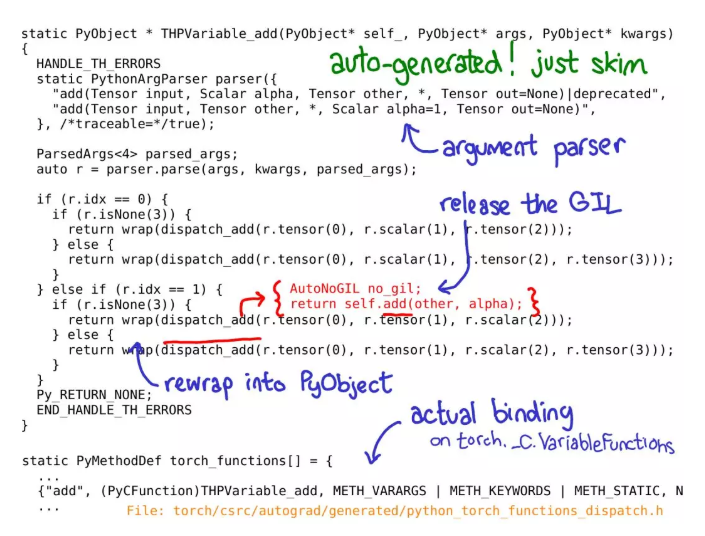 static PyObject * THPVariable_add(PyObject* self_, PyObject* args, PyObject* kwargs)
{
  HANDLE_TH_ERRORS
auto-generated! just skim
  static PythonArgParser parser({
    "add(Tensor input, Scalar alpha, Tensor other, *, Tensor out=None)|deprecated",
    "add(Tensor input, Tensor other, *, Scalar alpha=1, Tensor out=None)",
  }, /*traceable=*/true);
argument parser
  ParsedArgs<4> parsed_args;
  auto r = parser.parse(args, kwargs, parsed_args);
release the GIL
  if (r.idx == 0) {
    if (r.isNone(3)) {
      return wrap(dispatch_add(r.tensor(0), r.scalar(1), r.tensor(2)));
    } else {
      return wrap(dispatch_add(r.tensor(0), r.scalar(1), r.tensor(2), r.tensor(3)));
    }
  } else if (r.idx == 1) {
{ AutoNoGIL no_gil;
return self.add(other, alpha); }
    if (r.isNone(3)) {
      return wrap(dispatch_add(r.tensor(0), r.tensor(1), r.scalar(2)));
    } else {
      return wrap(dispatch_add(r.tensor(0), r.tensor(1), r.scalar(2), r.tensor(3)));
    }
  }
rewrap into PyObject
  Py_RETURN_NONE;
  END_HANDLE_TH_ERRORS
}
actual binding
on torch._C.VariableFunctions
static PyMethodDef torch_functions[] = {
  ...
  {"add", (PyCFunction)THPVariable_add, METH_VARARGS | METH_KEYWORDS | METH_STATIC, N
  ...
File: torch/csrc/autograd/generated/python_torch_functions_dispatch.h